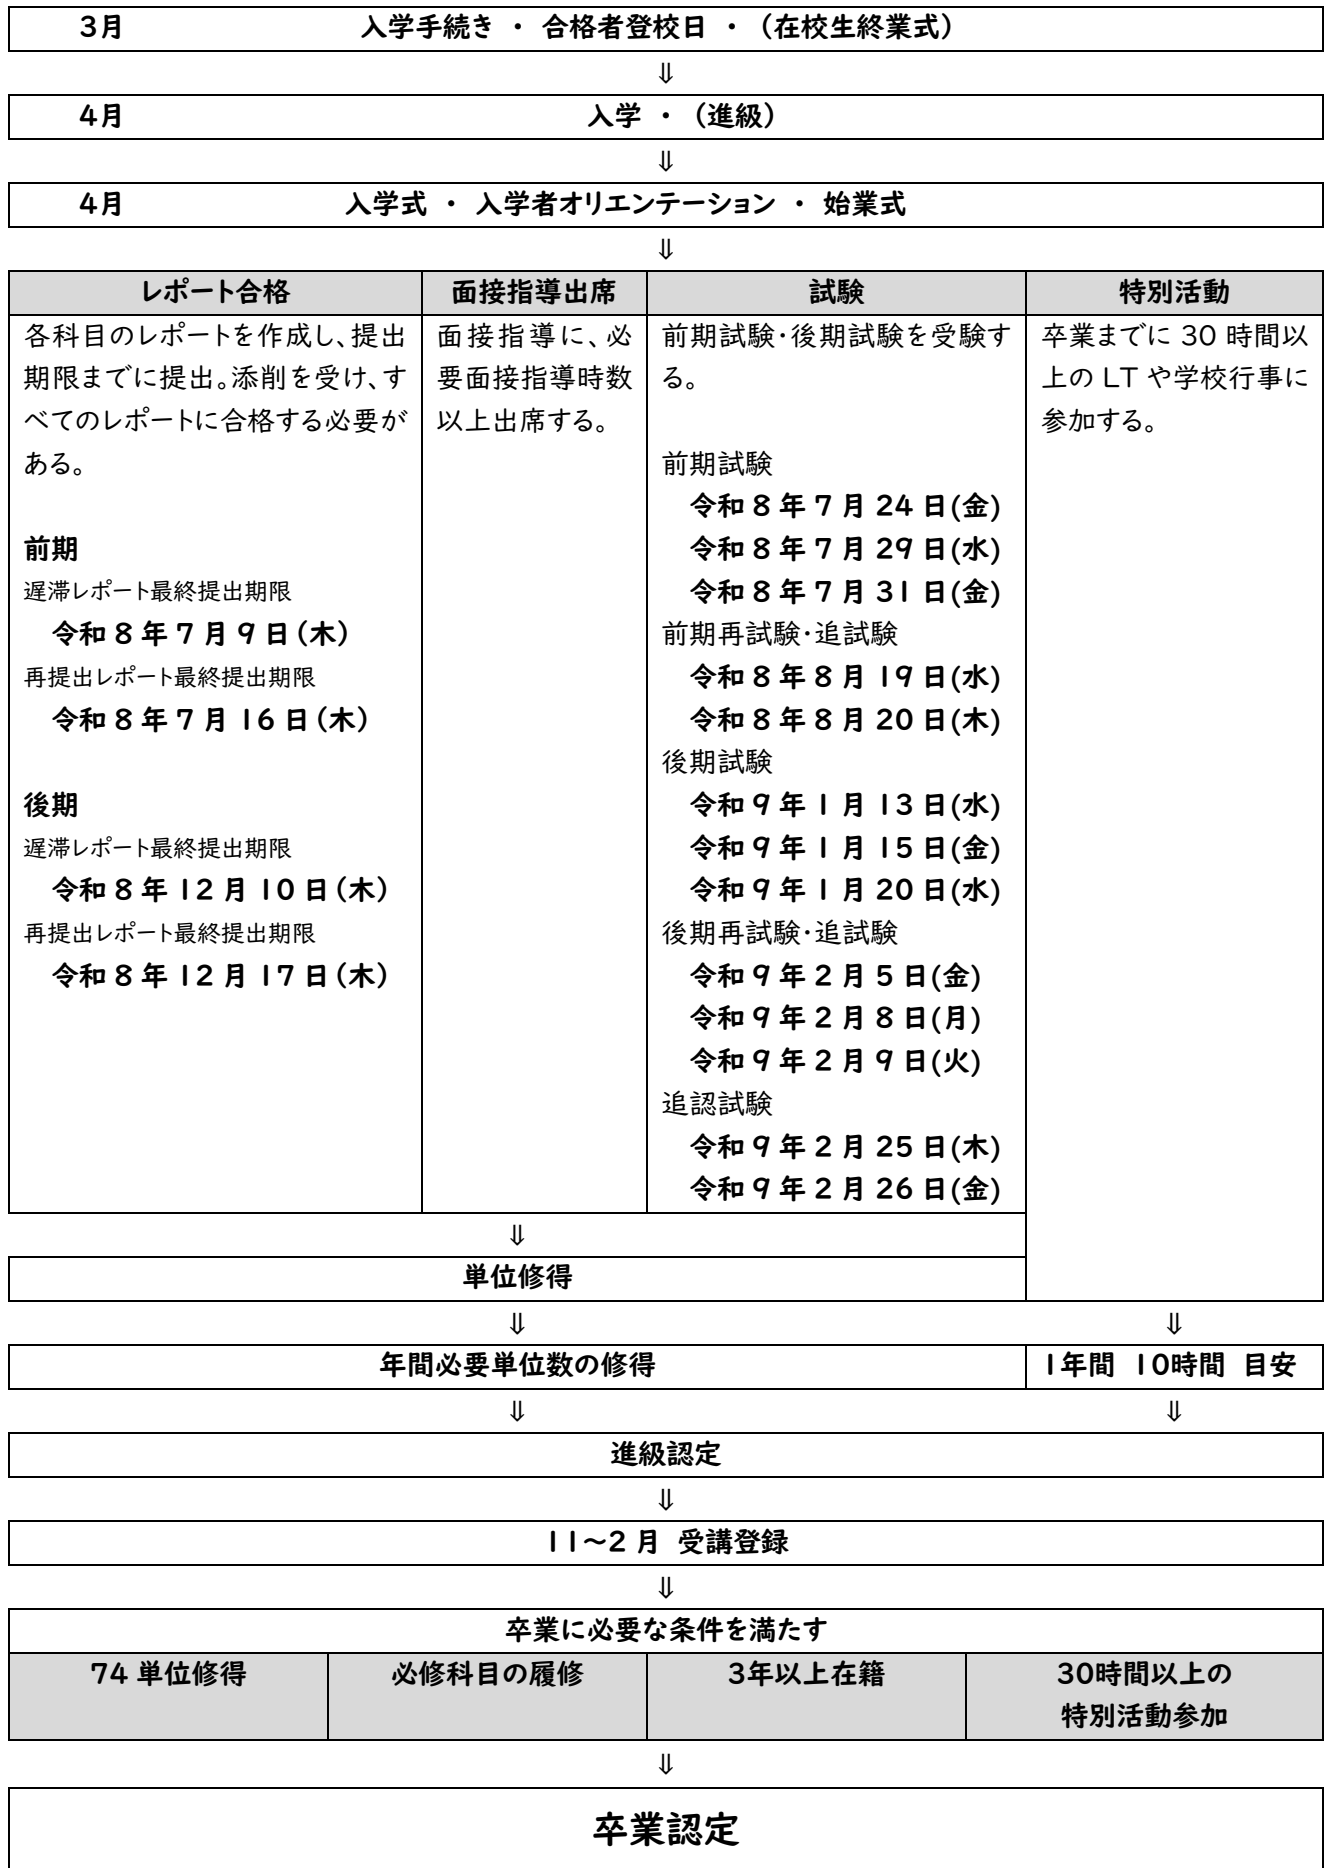 3月 入学手続き ・ 合格者登校日 ・ (在校生終業式)
⇓
4月 入学 ・ (進級)
⇓
4月 入学式 ・ 入学者オリエンテーション ・ 始業式
⇓
レポート合格
各科目のレポートを作成し、提出
期限までに提出。添削を受け、す
べてのレポートに合格する必要が
ある。
前期
遅滞レポート最終提出期限
令和8年7月9日(木)
再提出レポート最終提出期限
令和8年7月16日(木)
後期
遅滞レポート最終提出期限
令和8年12月10日(木)
再提出レポート最終提出期限
令和8年12月17日(木)
面接指導出席
面接指導に、必
要面接指導時数
以上出席する。
試験
前期試験・後期試験を受験す
る。
前期試験
令和8年7月24日(金)
令和8年7月29日(水)
令和8年7月31日(金)
前期再試験・追試験
令和8年8月19日(水)
令和8年8月20日(木)
後期試験
令和9年1月13日(水)
令和9年1月15日(金)
令和9年1月20日(水)
後期再試験・追試験
令和9年2月5日(金)
令和9年2月8日(月)
令和9年2月9日(火)
追認試験
令和9年2月25日(木)
令和9年2月26日(金)
特別活動
卒業までに30時間以
上のLTや学校行事に
参加する。
⇓
単位修得
⇓ ⇓
年間必要単位数の修得 1年間 10時間 目安
⇓ ⇓
進級認定
⇓
11〜2月 受講登録
⇓
卒業に必要な条件を満たす
74単位修得 必修科目の履修 3年以上在籍 30時間以上の
特別活動参加
⇓
卒業認定